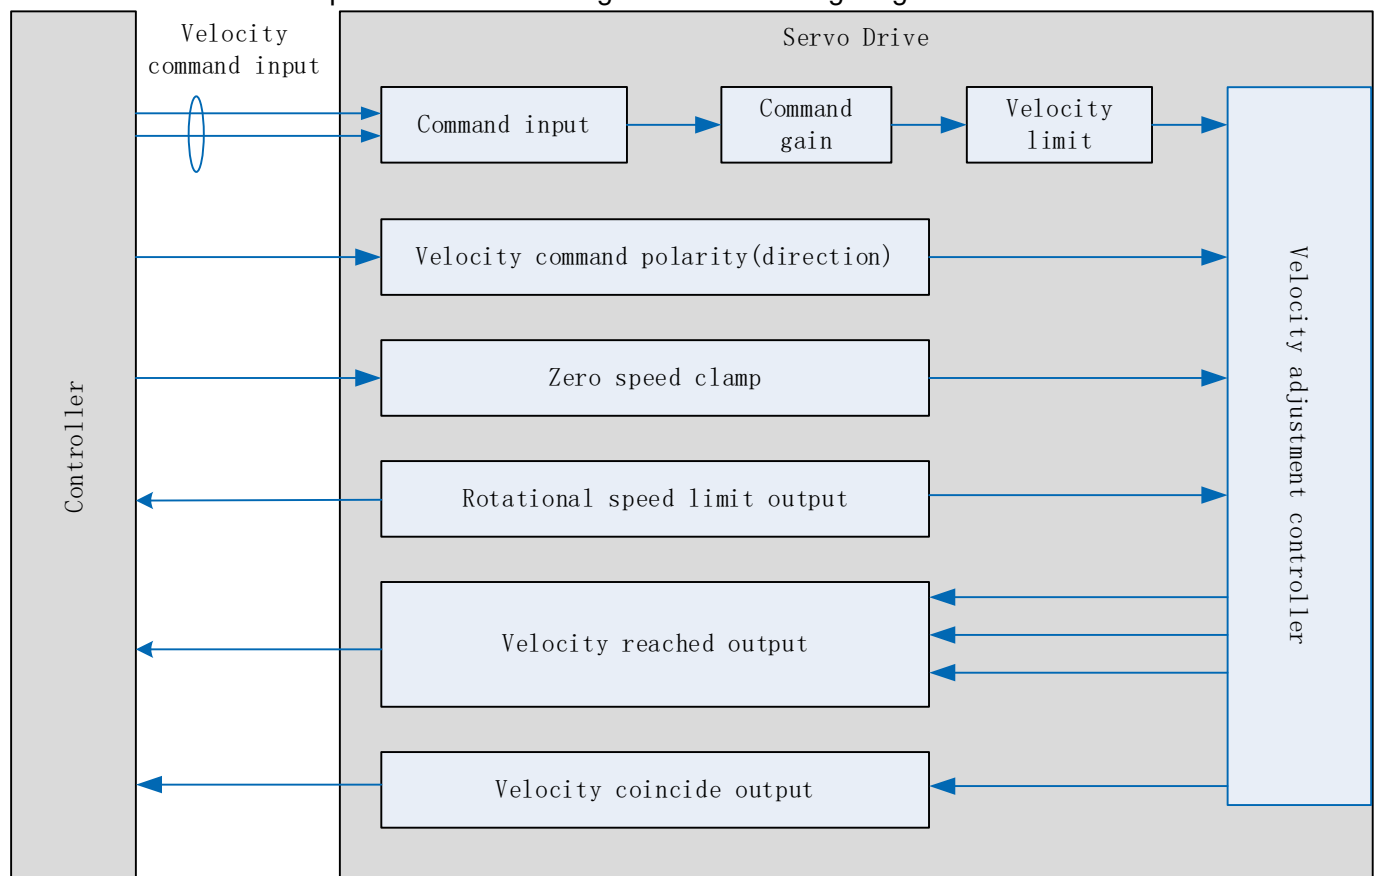 Velocity
command input
Servo Drive
Command input
Command
gain
Velocity
limit
Velocity command polarity(direction)
Zero speed clamp
Rotational speed limit output
Velocity reached output
Velocity coincide output
Controller
Velocity adjustment controller